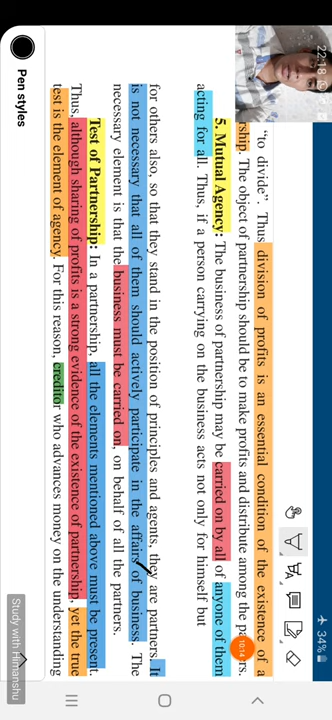 22:18
34%
"to divide". Thus division of profits is an essential condition of the existence of a
rship. The object of partnership should be to make profits and distribute among the
rs.
5. Mutual Agency: The business of partnership may be carried on by all of anyone of them
acting for all. Thus, if a person carrying on the business acts not only for himself but
for others also, so that they stand in the position of principles and agents, they are partners. It
is not necessary that all of them should actively participate in the affairs of business. The
necessary element is that the business must be carried on, on behalf of all the partners.
Test of Partnership: In a partnership, all the elements mentioned above must be present.
Thus, although sharing of profits is a strong evidence of the existence of partnership, yet the true
test is the element of agency. For this reason, creditor who advances money on the understanding
10:14
Pen styles
Study with Himanshu